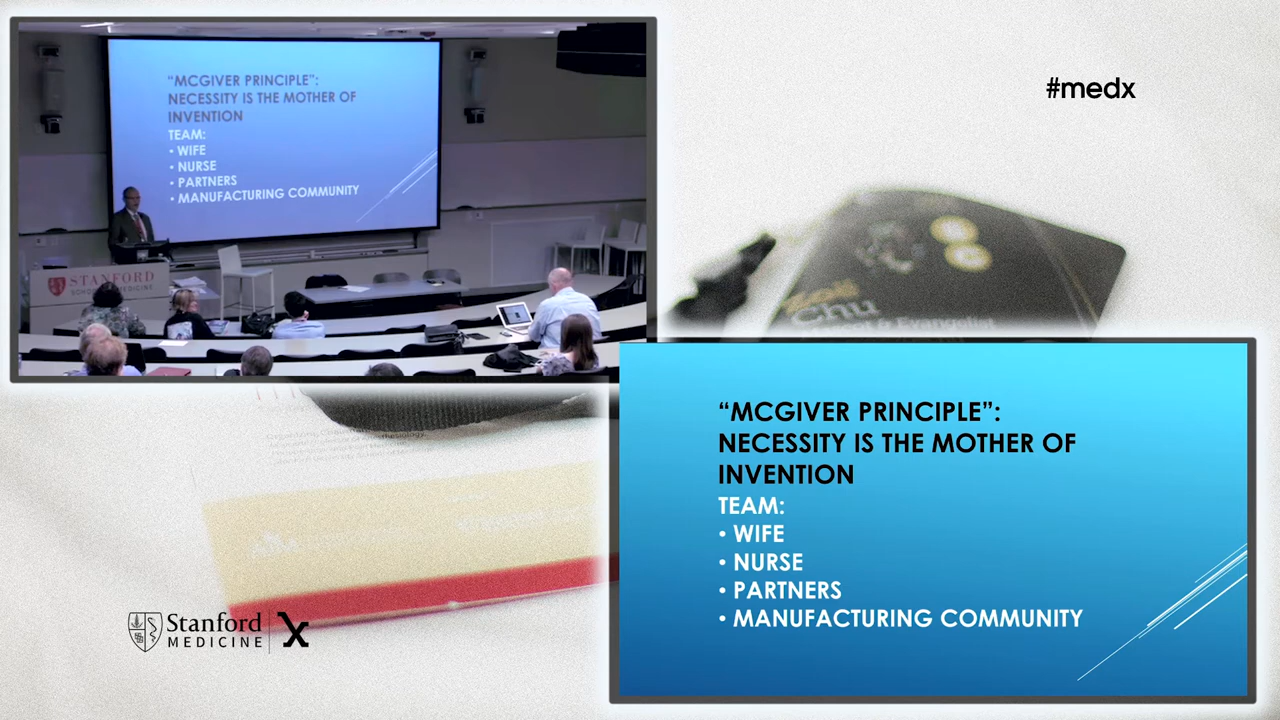 “MCGIVER PRINCIPLE”:
NECESSITY IS THE MOTHER OF
INVENTION
TEAM:
• WIFE
• NURSE
• PARTNERS
• MANUFACTURING COMMUNITY
STANFORD
#medx
Chu
“MCGIVER PRINCIPLE”:
NECESSITY IS THE MOTHER OF
INVENTION
TEAM:
• WIFE
• NURSE
• PARTNERS
• MANUFACTURING COMMUNITY
Stanford
MEDICINE
X